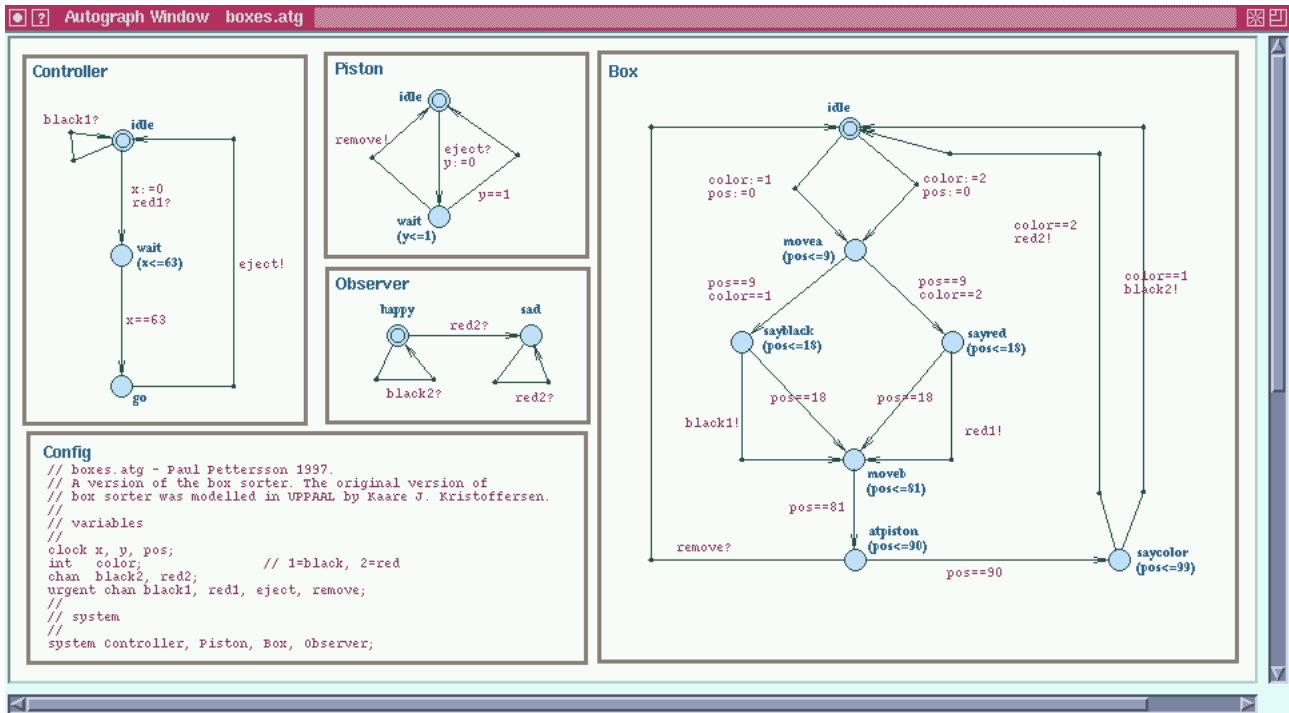 ? Autograph Window boxes.atg
Controller
black1?
idle
x:=0
red1?
wait
(x<=63)
eject!
x==63
go
Piston
idle
remove!
eject?
y:=0
y==1
wait
(y<=1)
Observer
happy
sad
red2?
black2?
red2?
Config
// boxes.atg - Paul Pettersson 1997.
// A version of the box sorter. The original version of
// box sorter was modelled in UPPAAL by Kaare J. Kristoffersen.
//
// variables
//
clock x, y, pos;
int color; // 1=black, 2=red
chan black2, red2;
urgent chan black1, red1, eject, remove;
//
// system
//
system Controller, Piston, Box, Observer;
Box
idle
color:=1
pos:=0
color:=2
pos:=0
color==2
red2!
movea
(pos<=9)
color==1
black2!
pos==9
color==1
pos==9
color==2
sayblack
(pos<=18)
sayred
(pos<=18)
pos==18
pos==18
black1!
red1!
moveb
(pos<=81)
pos==81
atpiston
(pos<=90)
remove?
pos==90
saycolor
(pos<=99)